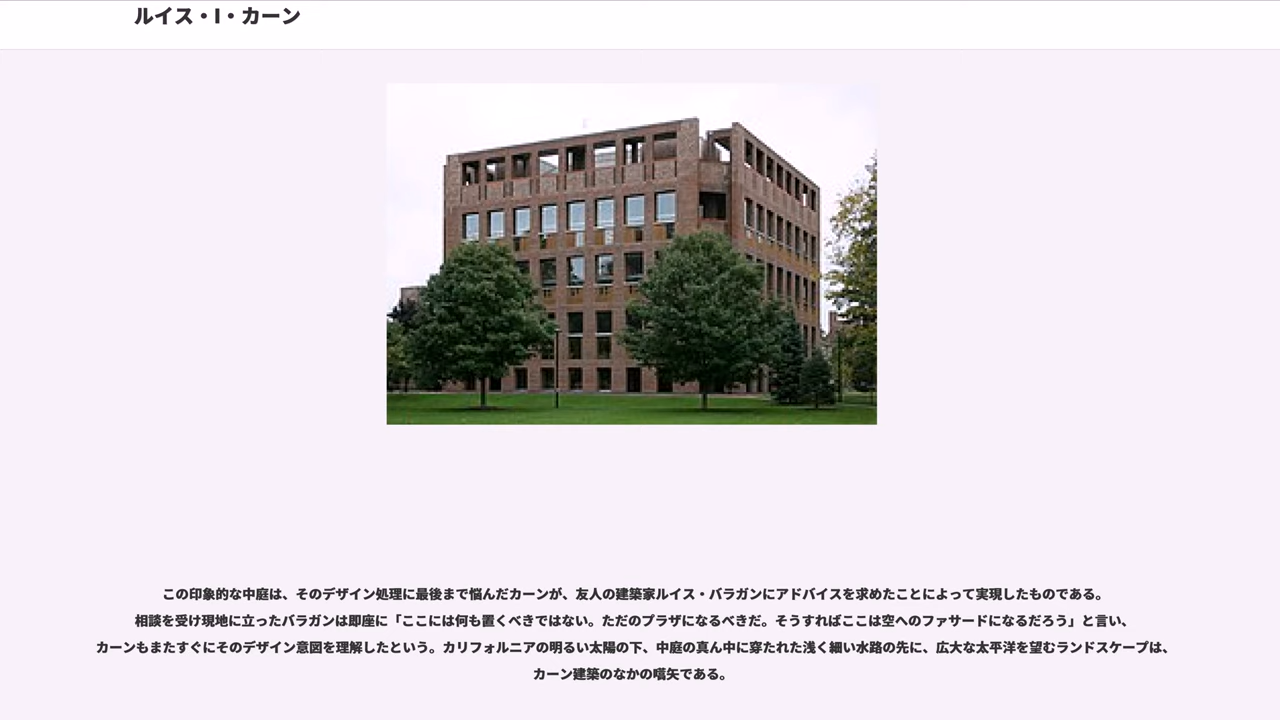 ルイス・I・カーン
この印象的な中庭は、そのデザイン処理に最後まで悩んだカーンが、友人の建築家ルイス・バラガンにアドバイスを求めたことによって実現したものである。
相談を受け現地に立ったバラガンは即座に「ここには何も置くべきではない。ただのプラザになるべきだ。そうすればここは空へのファサードになるだろう」と言い、
カーンもまたすぐにそのデザイン意図を理解したという。カリフォルニアの明るい太陽の下、中庭の真ん中に穿たれた浅く細い水路の先に、広大な太平洋を望むランドスケープは、
カーン建築のなかの嚆矢である。